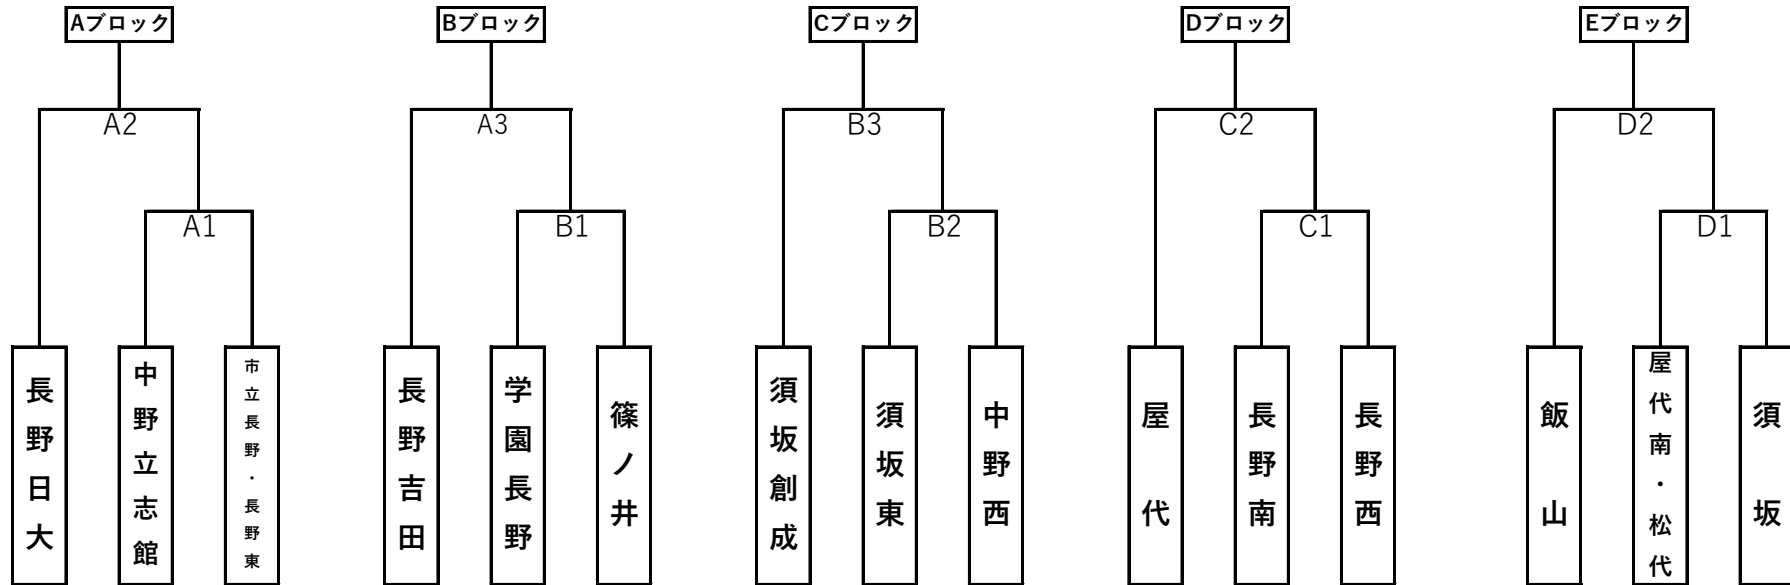 Aブロック
Bブロック
Cブロック
Dブロック
Eブロック
A2
A3
B3
C2
D2
A1
B1
B2
C1
D1
長野日大
中野立志館
市立長野・長野東
長野吉田
学園長野
篠ノ井
須坂創成
須坂東
中野西
屋代
長野南
長野西
飯山
屋代南・松代
須坂